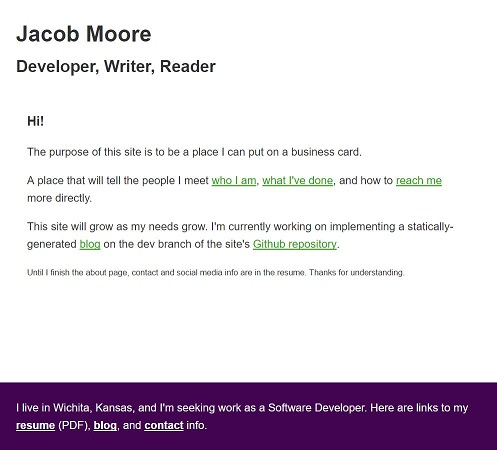 Jacob Moore
Developer, Writer, Reader
Hi!
The purpose of this site is to be a place I can put on a business card.
A place that will tell the people I meet who I am, what I've done, and how to reach me
more directly.
This site will grow as my needs grow. I'm currently working on implementing a statically-
generated blog on the dev branch of the site's Github repository.
Until I finish the about page, contact and social media info are in the resume. Thanks for understanding.
I live in Wichita, Kansas, and I'm seeking work as a Software Developer. Here are links to my
resume (PDF), blog, and contact info.